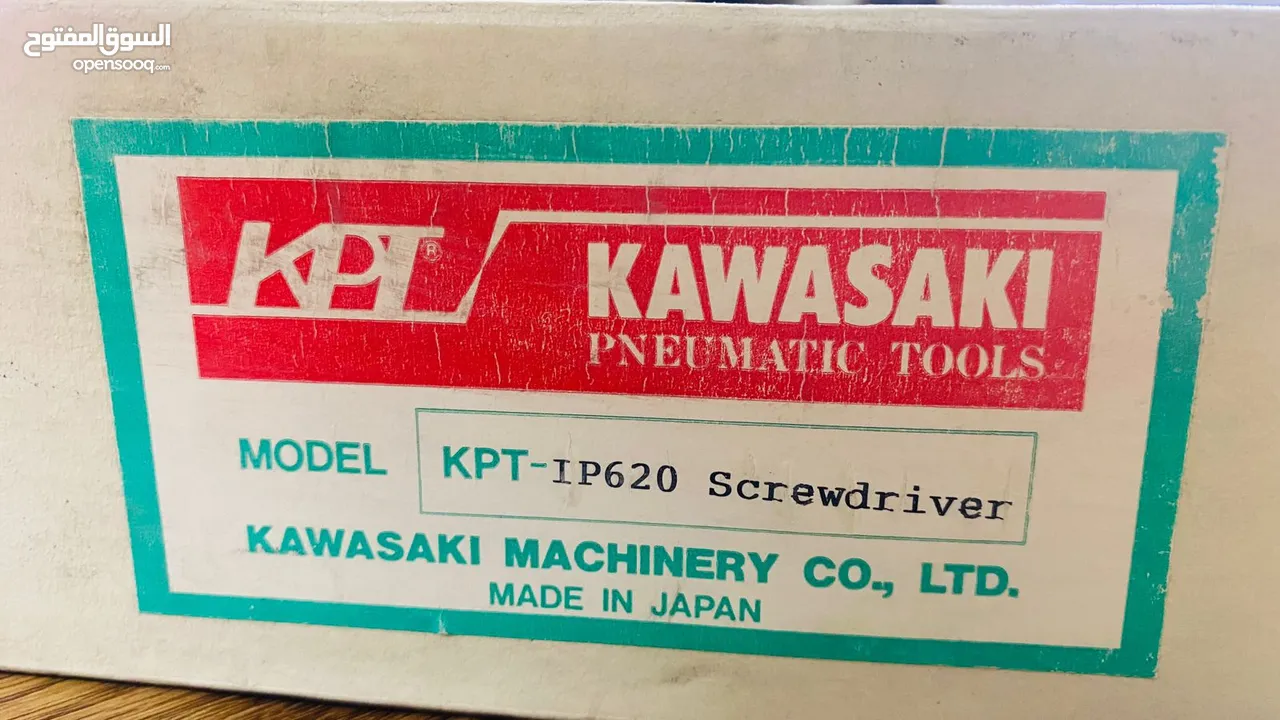 السوق المفتوح
opensooq.com
KPT®
KAWASAKI
PNEUMATIC TOOLS
MODEL KPT-IP620 Screwdriver
KAWASAKI MACHINERY CO., LTD.
MADE IN JAPAN